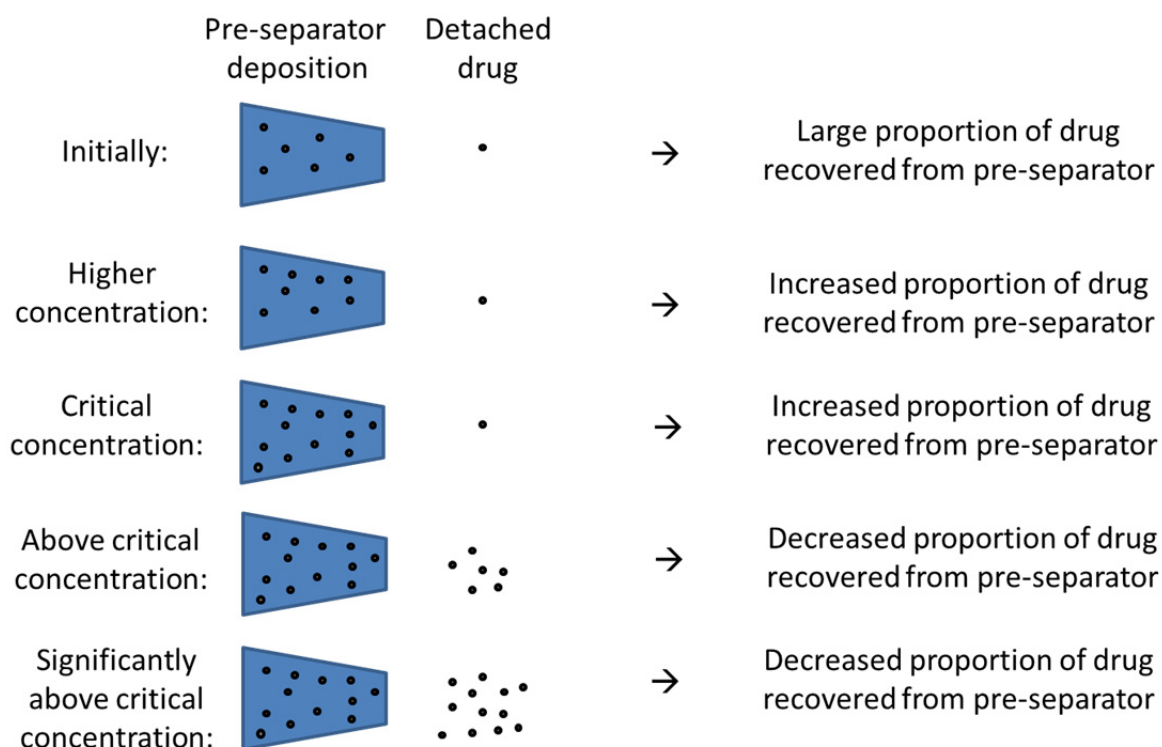 Pre-separator
deposition
Detached
drug
Initially:
→
Large proportion of drug
recovered from pre-separator
Higher
concentration:
→
Increased proportion of drug
recovered from pre-separator
Critical
concentration:
→
Increased proportion of drug
recovered from pre-separator
Above critical
concentration:
→
Decreased proportion of drug
recovered from pre-separator
Significantly
above critical
concentration:
→
Decreased proportion of drug
recovered from pre-separator